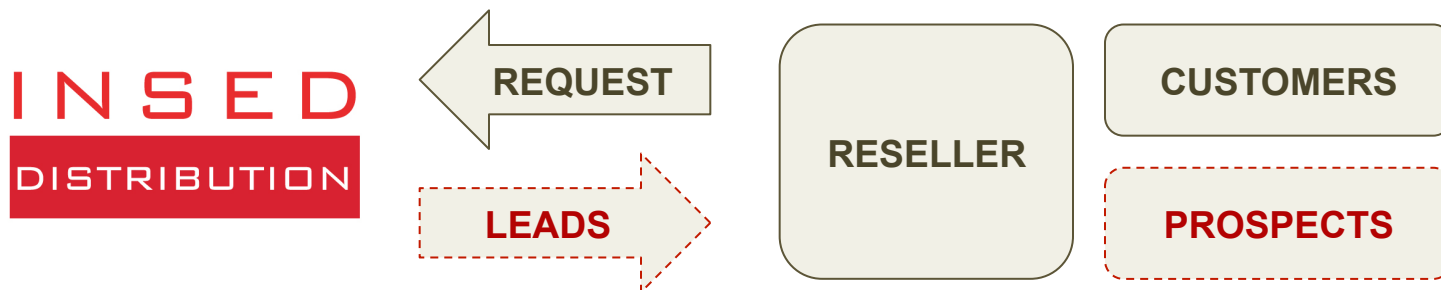 INSED
DISTRIBUTION
REQUEST
LEADS
RESELLER
CUSTOMERS
PROSPECTS